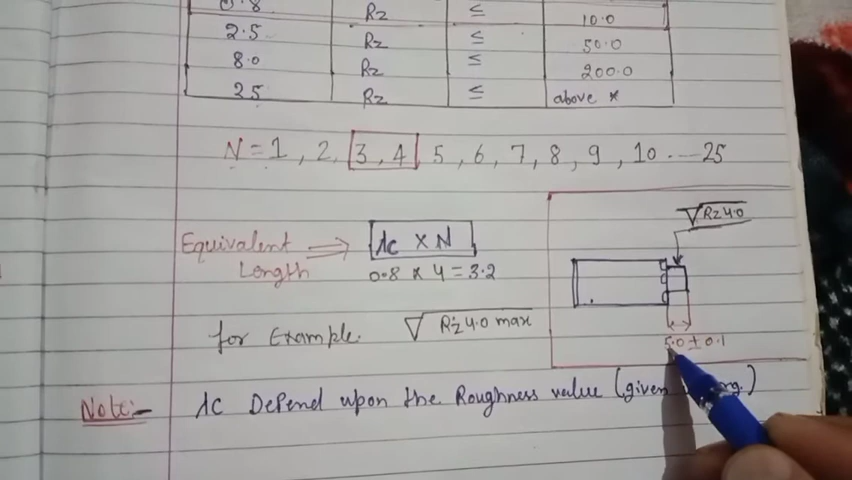 0.8 Rz ≤ 10.0
2.5 Rz ≤ 50.0
8.0 Rz ≤ 200.0
25 Rz ≤ above *
N = 1, 2, 3, 4, 5, 6, 7, 8, 9, 10 ... 25
Rz 4.0
Equivalent Length ⇒ λc × N
0.8 × 4 = 3.2
for Example. √ Rz 4.0 max
5.0 ± 0.1
Note:- λc Depend upon the Roughness value (given